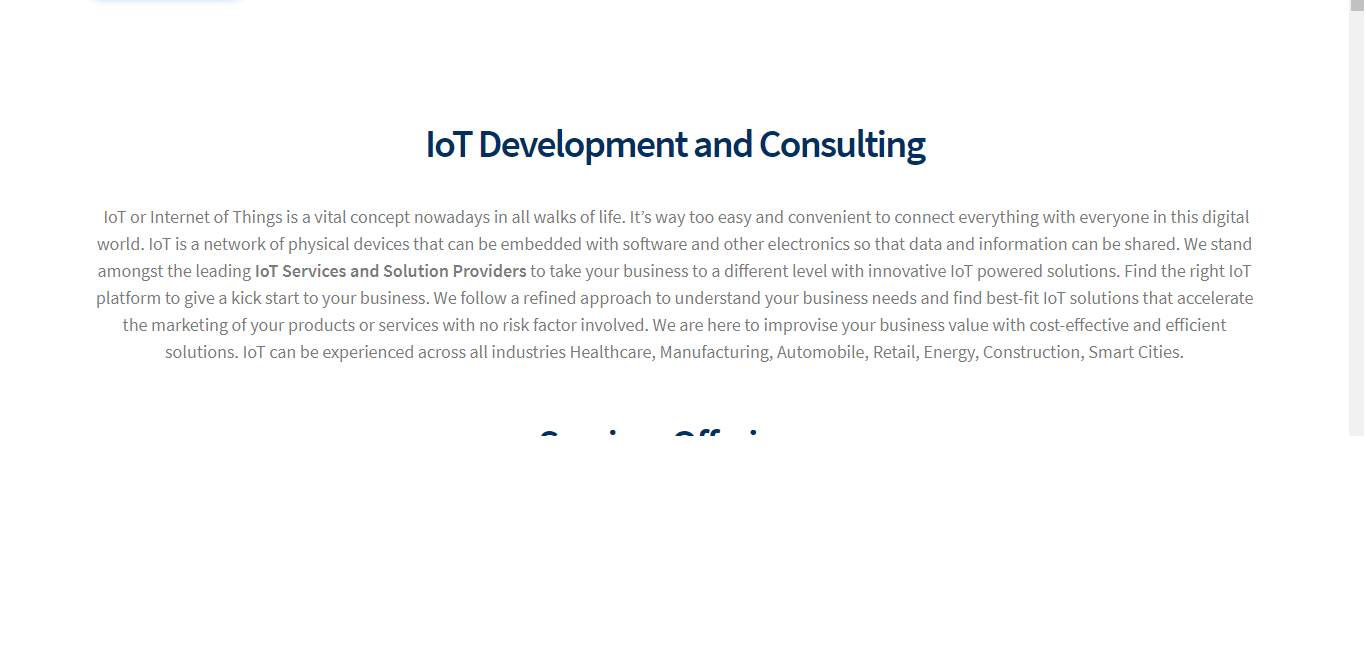 IoT Development and Consulting
IoT or Internet of Things is a vital concept nowadays in all walks of life. It’s way too easy and convenient to connect everything with everyone in this digital
world. IoT is a network of physical devices that can be embedded with software and other electronics so that data and information can be shared. We stand
amongst the leading IoT Services and Solution Providers to take your business to a different level with innovative IoT powered solutions. Find the right IoT
platform to give a kick start to your business. We follow a refined approach to understand your business needs and find best-fit IoT solutions that accelerate
the marketing of your products or services with no risk factor involved. We are here to improvise your business value with cost-effective and efficient
solutions. IoT can be experienced across all industries Healthcare, Manufacturing, Automobile, Retail, Energy, Construction, Smart Cities.